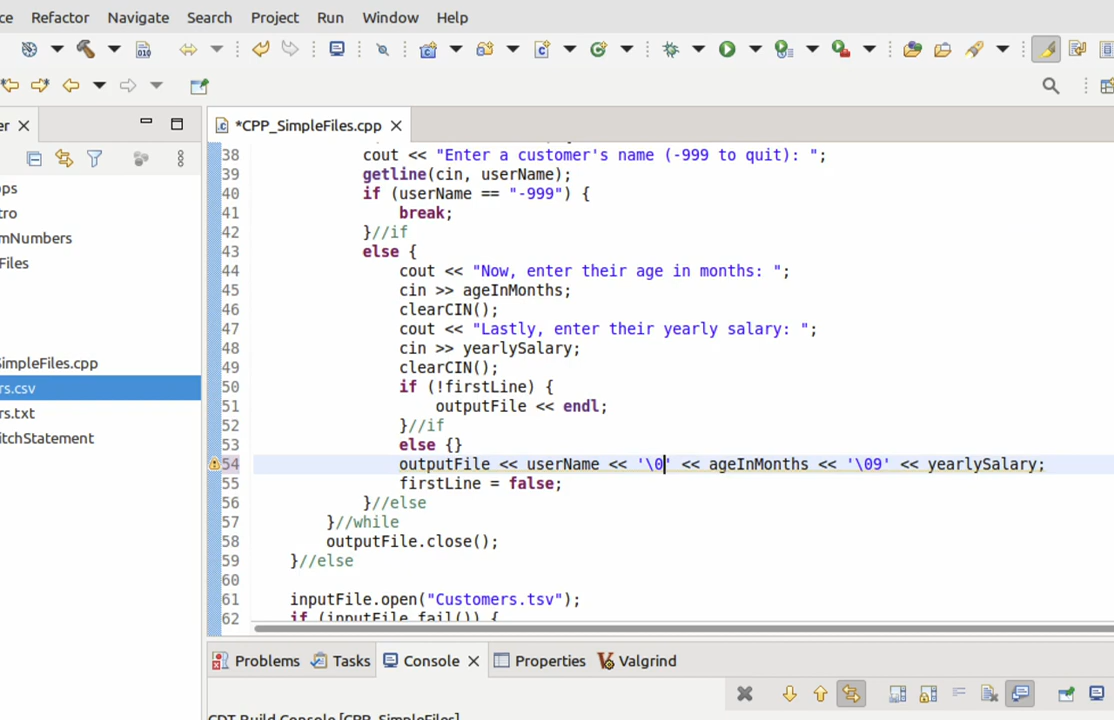 ce Refactor Navigate Search Project Run Window Help
er
*CPP_SimpleFiles.cpp
ps
tro
mNumbers
Files
SimpleFiles.cpp
rs.csv
rs.txt
itchStatement
38 cout << "Enter a customer's name (-999 to quit): ";
39 getline(cin, userName);
40 if (userName == "-999") {
41 break;
42 }//if
43 else {
44 cout << "Now, enter their age in months: ";
45 cin >> ageInMonths;
46 clearCIN();
47 cout << "Lastly, enter their yearly salary: ";
48 cin >> yearlySalary;
49 clearCIN();
50 if (!firstLine) {
51 outputFile << endl;
52 }//if
53 else {}
54 outputFile << userName << '\0' << ageInMonths << '\09' << yearlySalary;
55 firstLine = false;
56 }//else
57 }//while
58 outputFile.close();
59 }//else
60
61 inputFile.open("Customers.tsv");
62 if (inputFile.fail()) {
Problems Tasks Console Properties Valgrind
CDT Build Console [CPP_SimpleFiles]